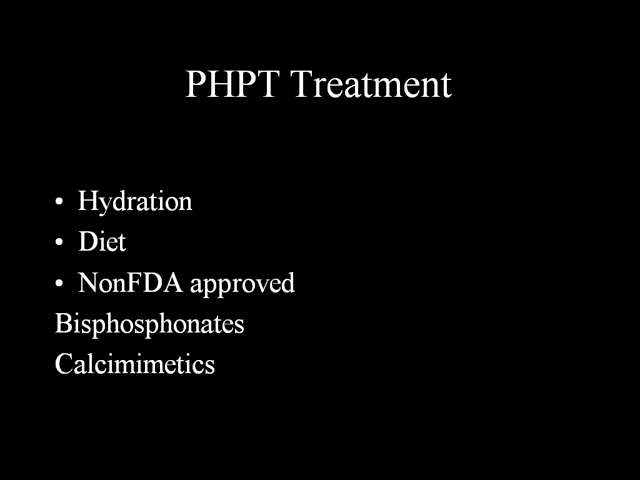 PHPT Treatment
• Hydration
• Diet
• NonFDA approved
Bisphosphonates
Calcimimetics